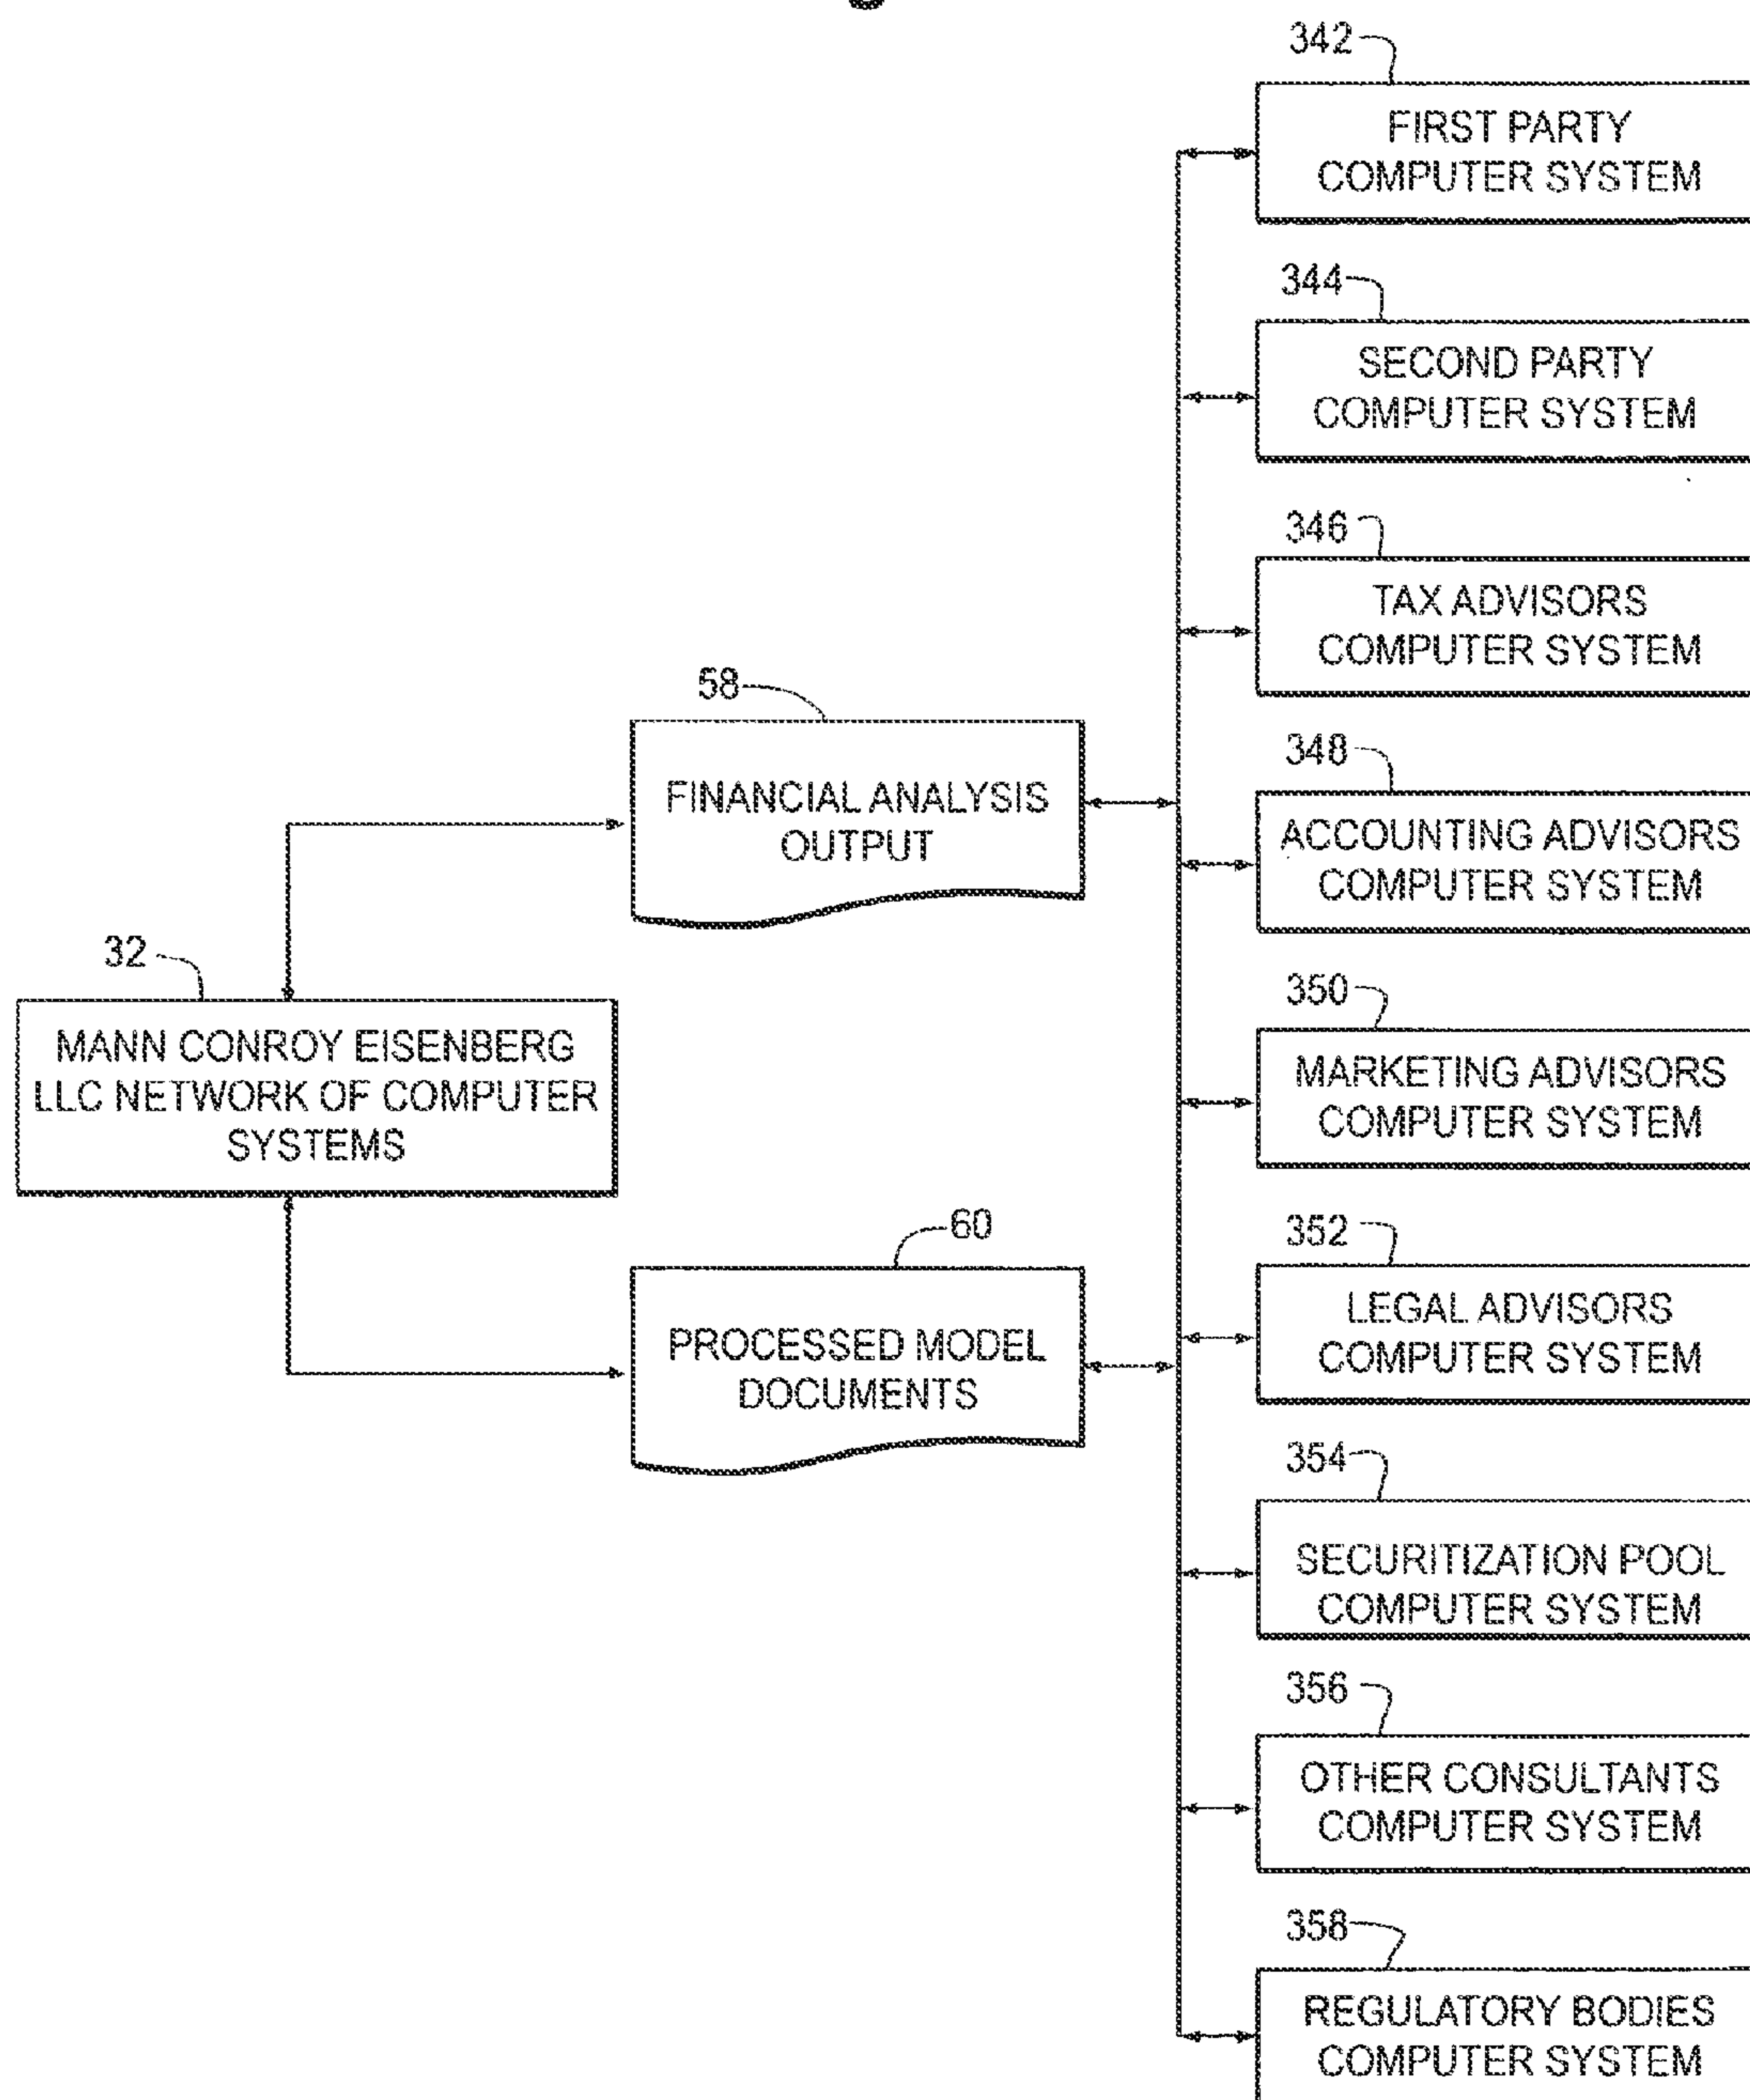 342
FIRST PARTY
COMPUTER SYSTEM
344
SECOND PARTY
COMPUTER SYSTEM
346
TAX ADVISORS
COMPUTER SYSTEM
58
FINANCIAL ANALYSIS
OUTPUT
348
ACCOUNTING ADVISORS
COMPUTER SYSTEM
32
MANN CONROY EISENBERG
LLC NETWORK OF COMPUTER
SYSTEMS
350
MARKETING ADVISORS
COMPUTER SYSTEM
60
PROCESSED MODEL
DOCUMENTS
352
LEGAL ADVISORS
COMPUTER SYSTEM
354
SECURITIZATION POOL
COMPUTER SYSTEM
356
OTHER CONSULTANTS
COMPUTER SYSTEM
358
REGULATORY BODIES
COMPUTER SYSTEM